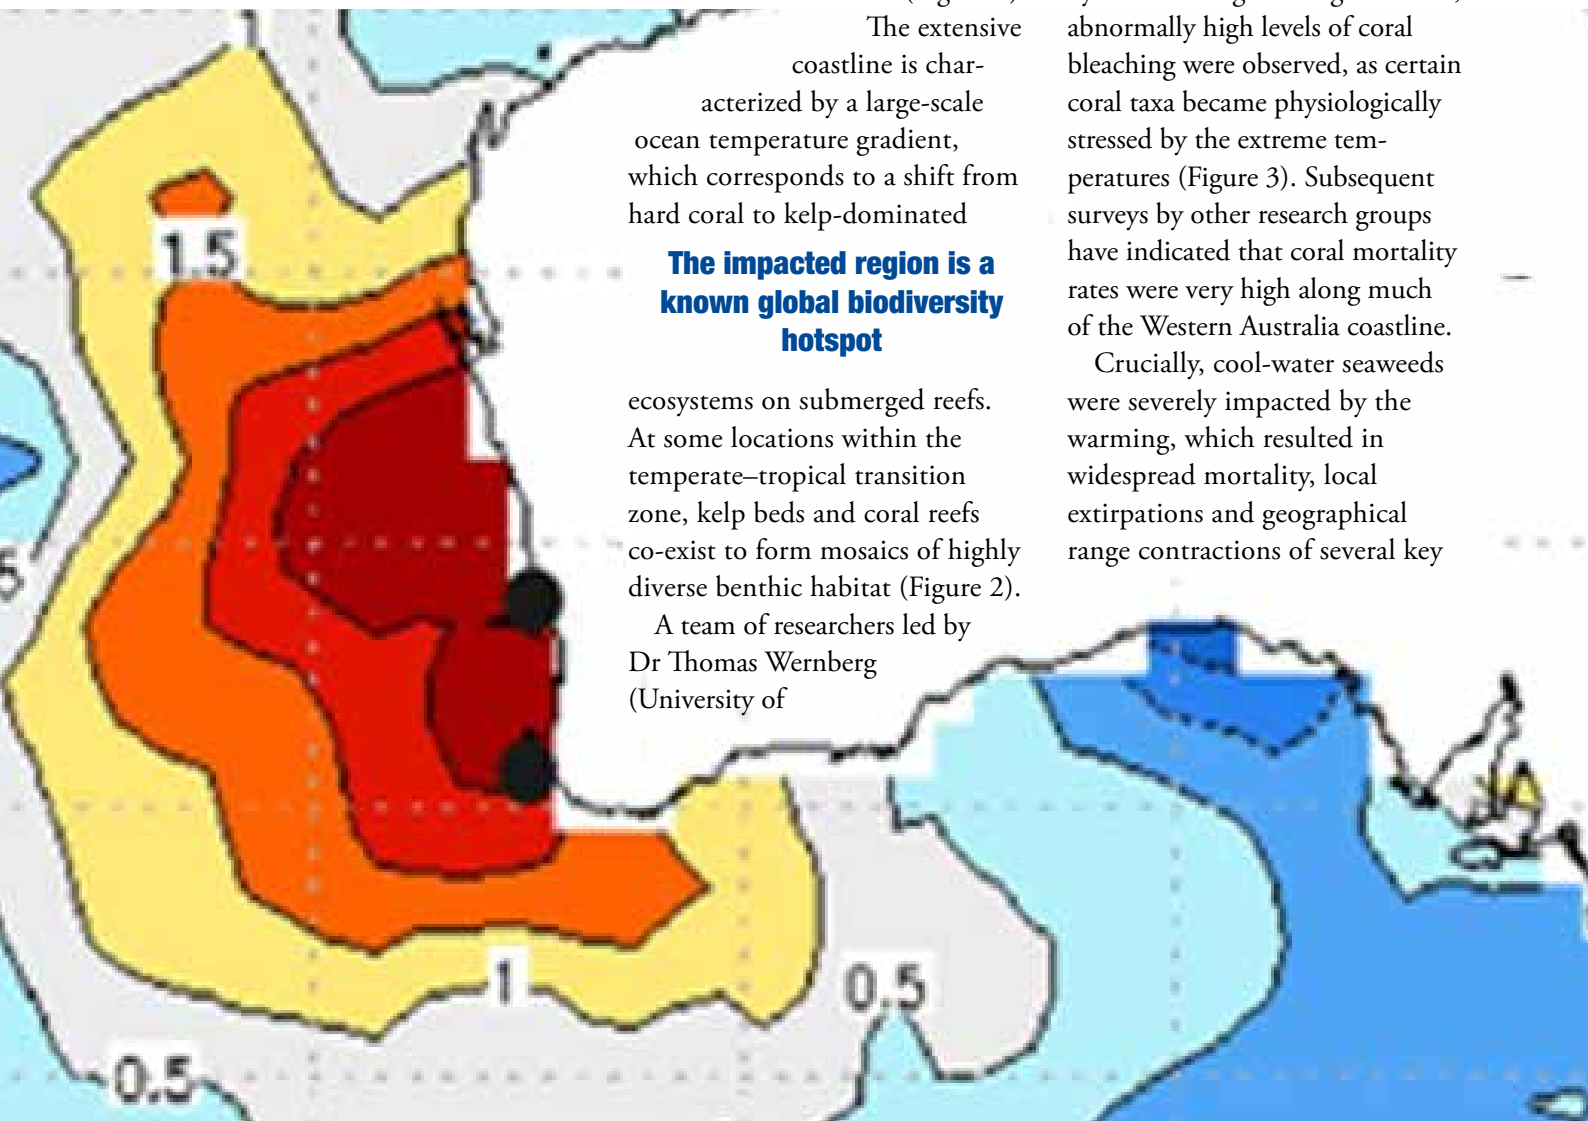 The extensive
coastline is char-
acterized by a large-scale
ocean temperature gradient,
which corresponds to a shift from
hard coral to kelp-dominated
The impacted region is a
known global biodiversity
hotspot
ecosystems on submerged reefs.
At some locations within the
temperate–tropical transition
zone, kelp beds and coral reefs
co-exist to form mosaics of highly
diverse benthic habitat (Figure 2).
A team of researchers led by
Dr Thomas Wernberg
(University of
abnormally high levels of coral
bleaching were observed, as certain
coral taxa became physiologically
stressed by the extreme tem-
peratures (Figure 3). Subsequent
surveys by other research groups
have indicated that coral mortality
rates were very high along much
of the Western Australia coastline.
Crucially, cool-water seaweeds
were severely impacted by the
warming, which resulted in
widespread mortality, local
extirpations and geographical
range contractions of several key
1.5
1
0.5
0.5